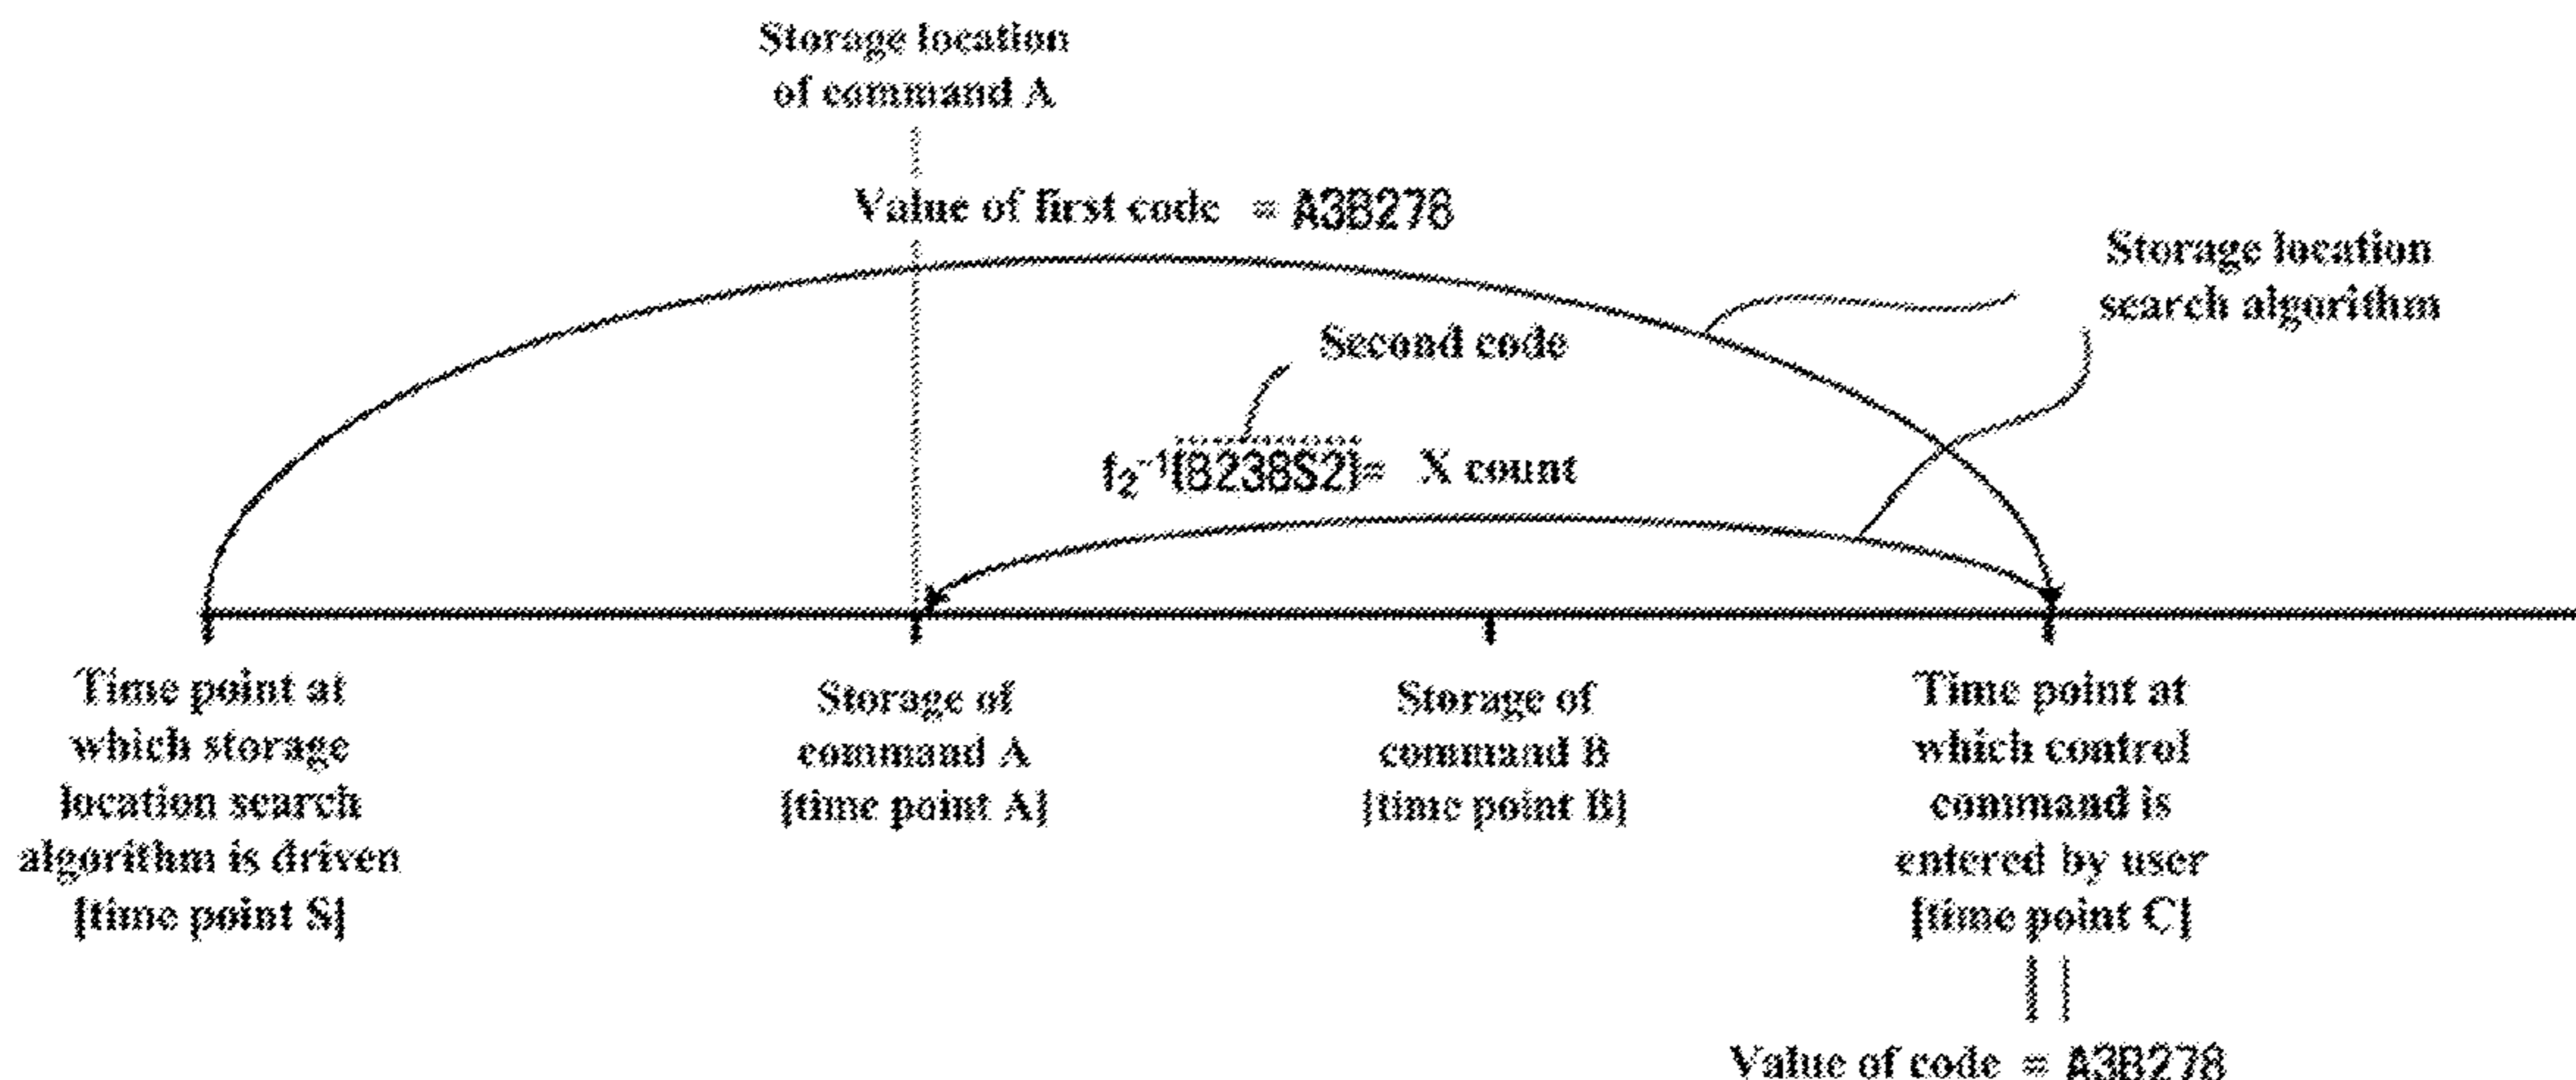 Storage location
of command A
Value of first code = A3B278
Storage location
search algorithm
Second code
f₂⁻¹(B238S2)= X count
Time point at
which storage
location search
algorithm is driven
[time point S]
Storage of
command A
[time point A]
Storage of
command B
[time point B]
Time point at
which control
command is
entered by user
[time point C]
||
Value of code = A3B278